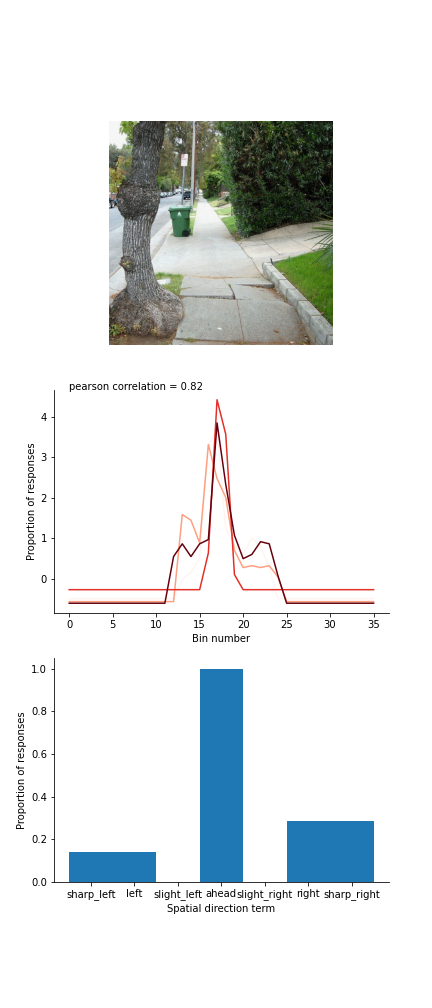 pearson correlation = 0.82
Proportion of responses
4
3
2
1
0
0 5 10 15 20 25 30 35
Bin number
Proportion of responses
1.0
0.8
0.6
0.4
0.2
0.0
sharp_left left slight_left ahead slight_right right sharp_right
Spatial direction term